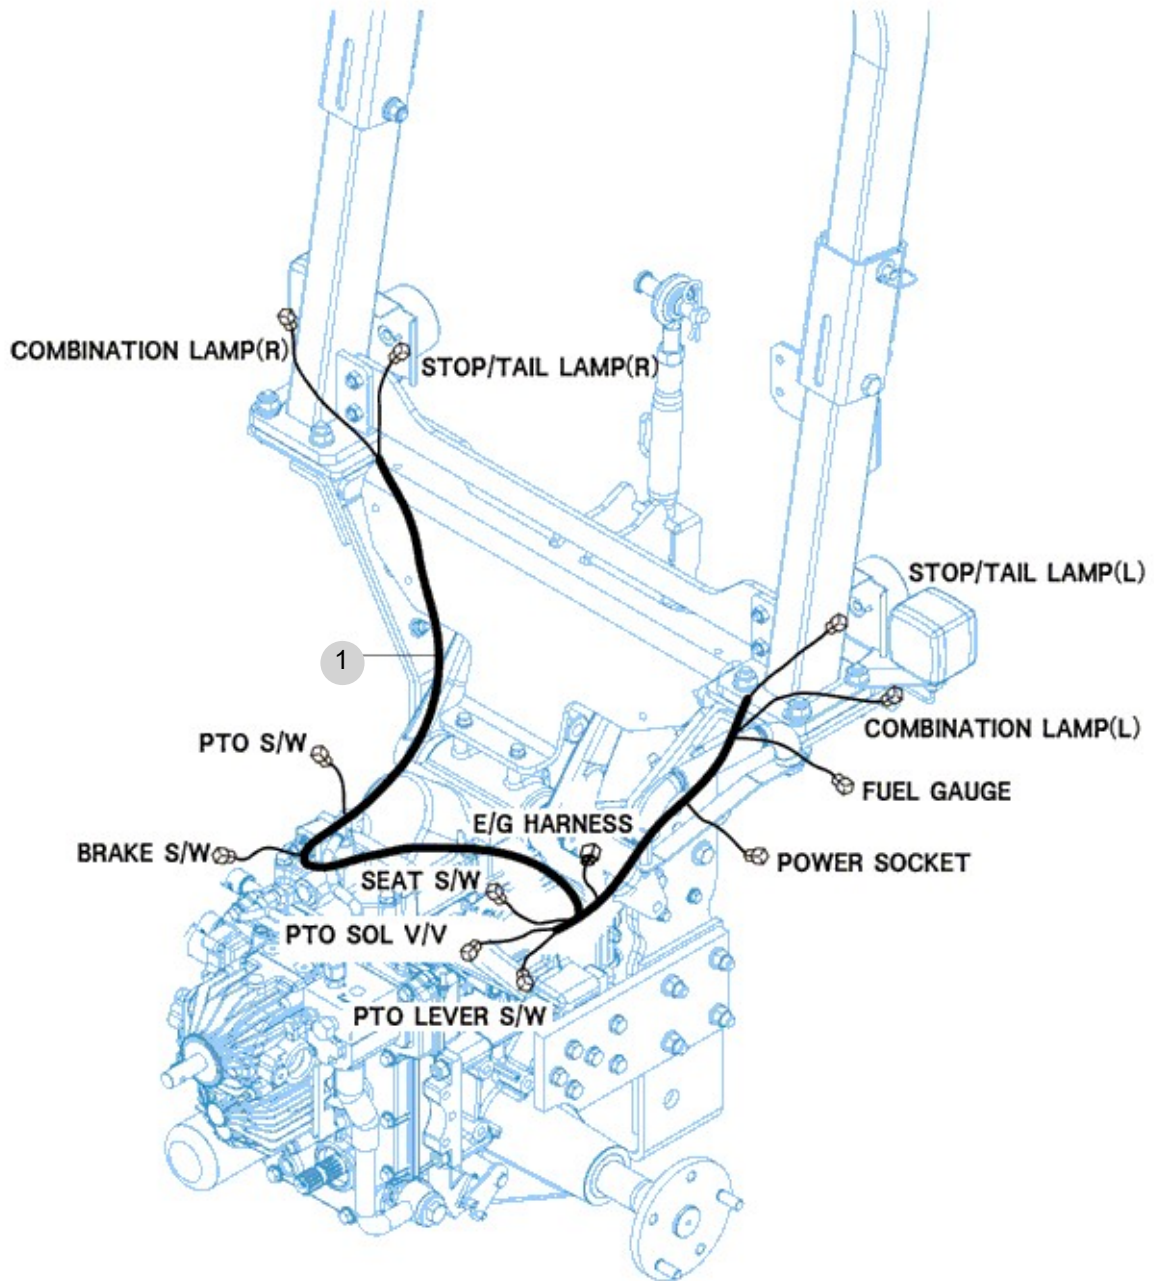 COMBINATION LAMP(R)
STOP/TAIL LAMP(R)
STOP/TAIL LAMP(L)
1
COMBINATION LAMP(L)
PTO S/W
FUEL GAUGE
E/G HARNESS
BRAKE S/W
POWER SOCKET
SEAT S/W
PTO SOL V/V
PTO LEVER S/W